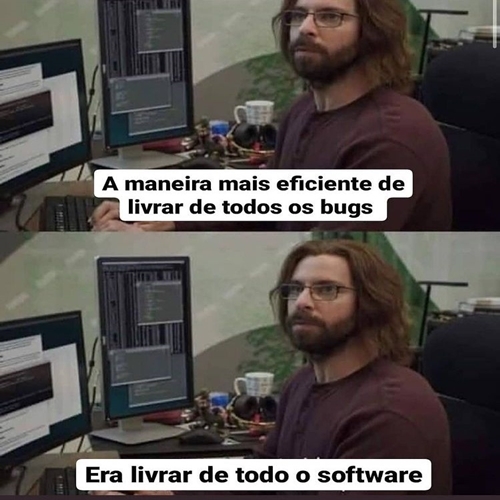 A maneira mais eficiente de
livrar de todos os bugs
Era livrar de todo o software